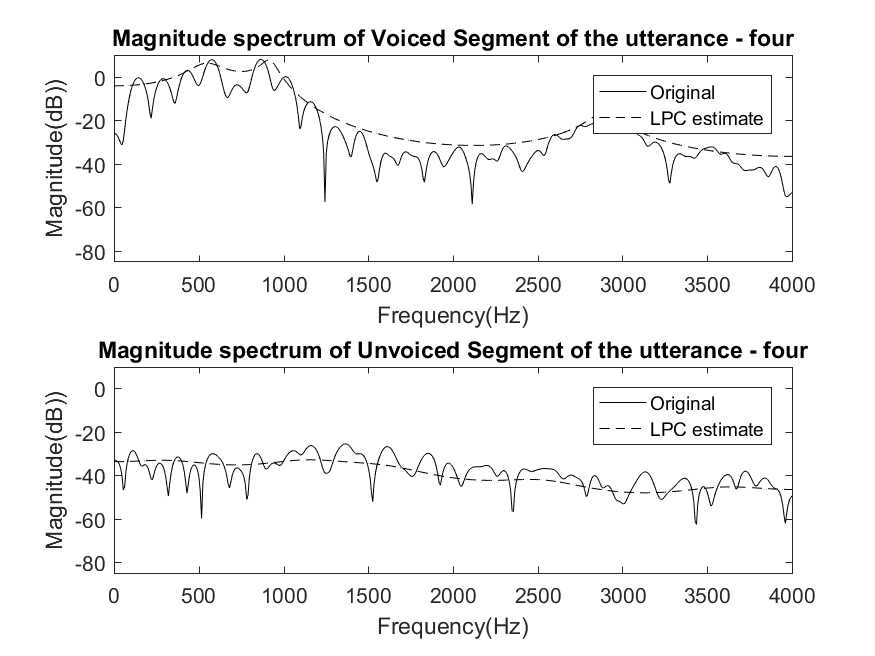 Magnitude spectrum of Voiced Segment of the utterance - four
Magnitude(dB))
0
-20
-40
-60
-80
Original
LPC estimate
0 500 1000 1500 2000 2500 3000 3500 4000
Frequency(Hz)
Magnitude spectrum of Unvoiced Segment of the utterance - four
Magnitude(dB))
0
-20
-40
-60
-80
Original
LPC estimate
0 500 1000 1500 2000 2500 3000 3500 4000
Frequency(Hz)